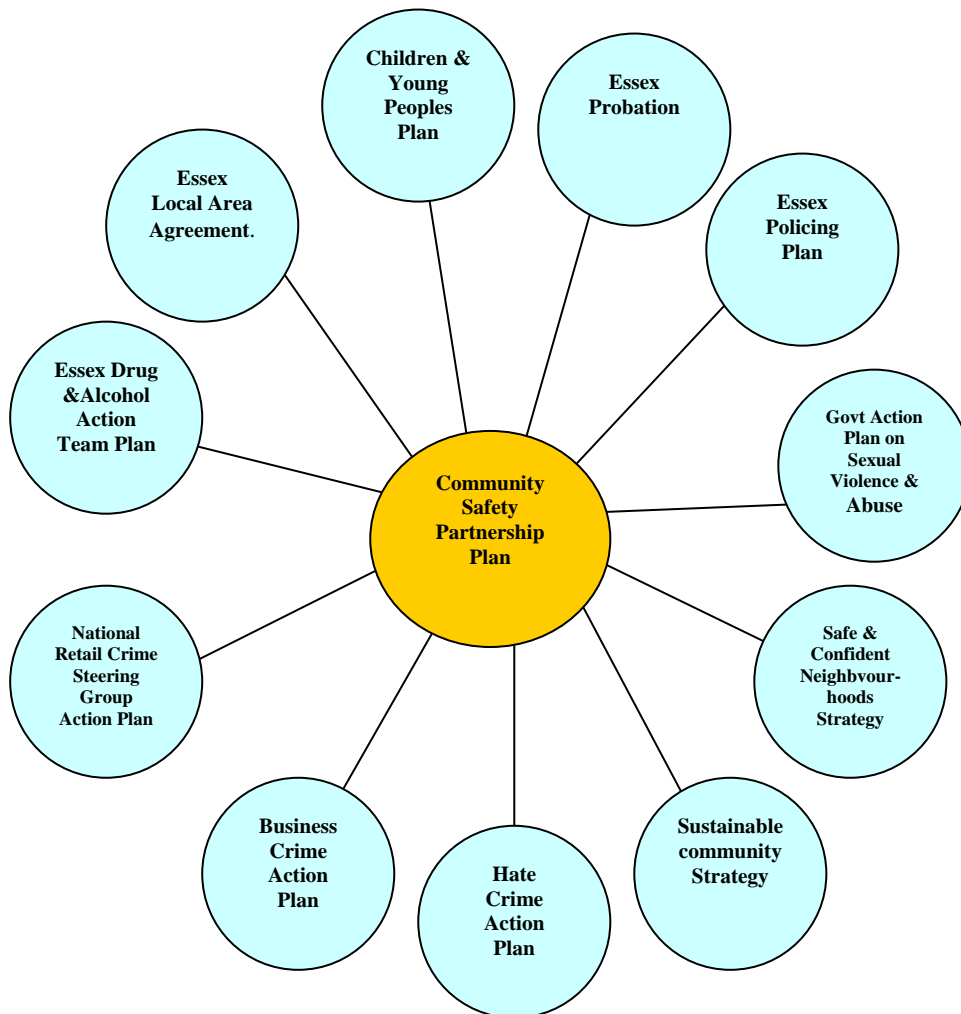 Children &
Young
Peoples
Plan
Essex
Probation
Essex
Local Area
Agreement.
Essex
Policing
Plan
Essex Drug
&Alcohol
Action
Team Plan
Govt Action
Plan on
Sexual
Violence &
Abuse
Community
Safety
Partnership
Plan
National
Retail Crime
Steering
Group
Action Plan
Safe &
Confident
Neighbvour-
hoods
Strategy
Business
Crime
Action
Plan
Hate
Crime
Action
Plan
Sustainable
community
Strategy